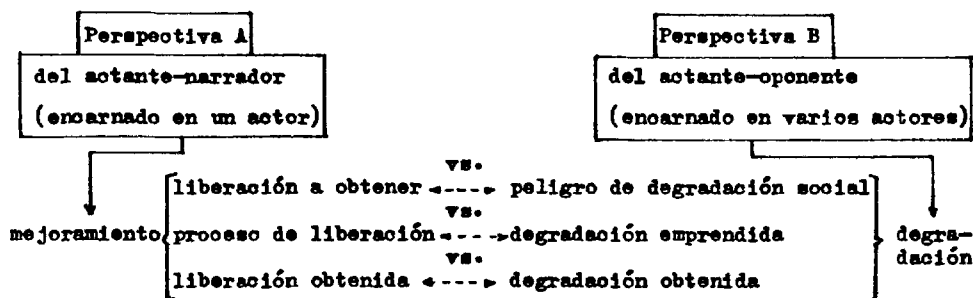 Perspectiva A
Perspectiva B
del actante-narrador
(encarnado en un actor)
del actante-oponente
(encarnado en varios actores)
vs.
liberación a obtener peligro de degradación social
vs.
mejoramiento proceso de liberación degradación emprendida degra-
dación
vs.
liberación obtenida degradación obtenida